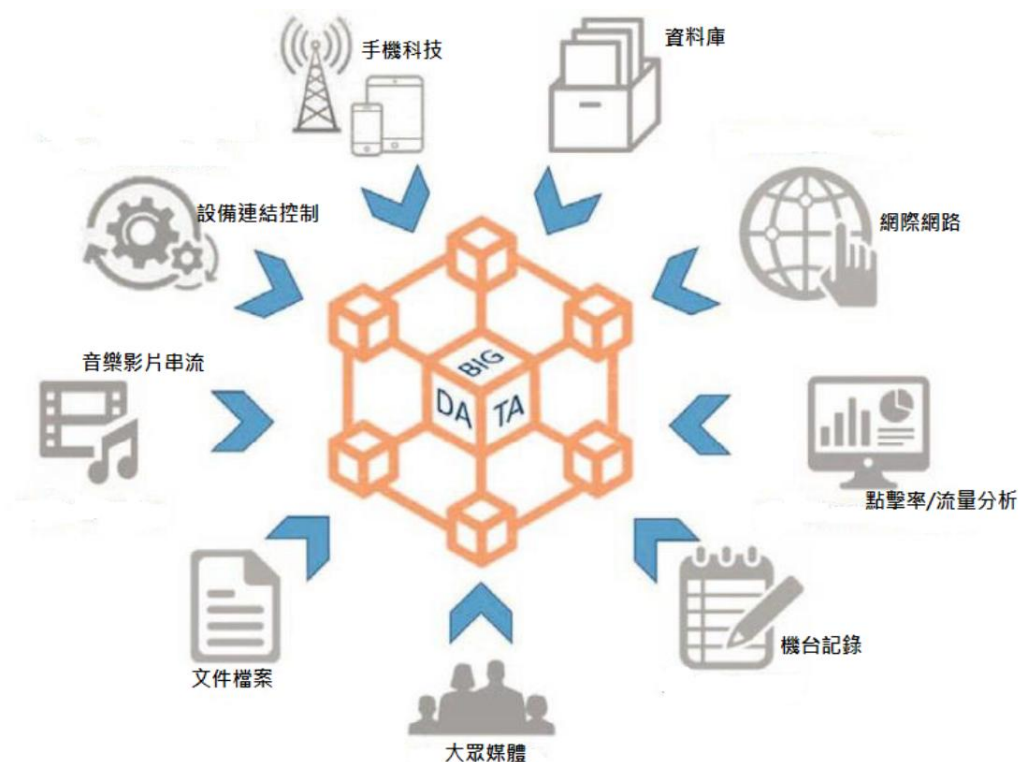 手機科技
資料庫
設備連結控制
網際網路
音樂影片串流
BIG
DA TA
點擊率/流量分析
機台記錄
文件檔案
大眾媒體